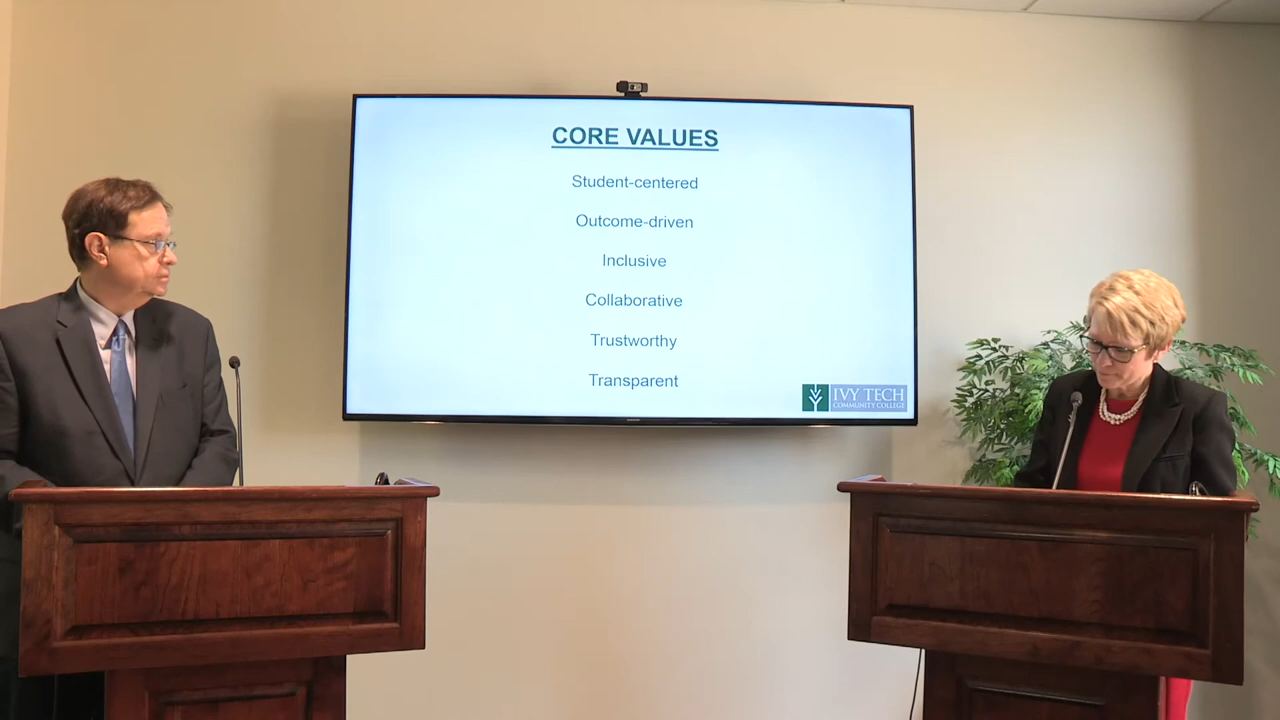 CORE VALUES
Student-centered
Outcome-driven
Inclusive
Collaborative
Trustworthy
Transparent
IVY TECH
COMMUNITY COLLEGE